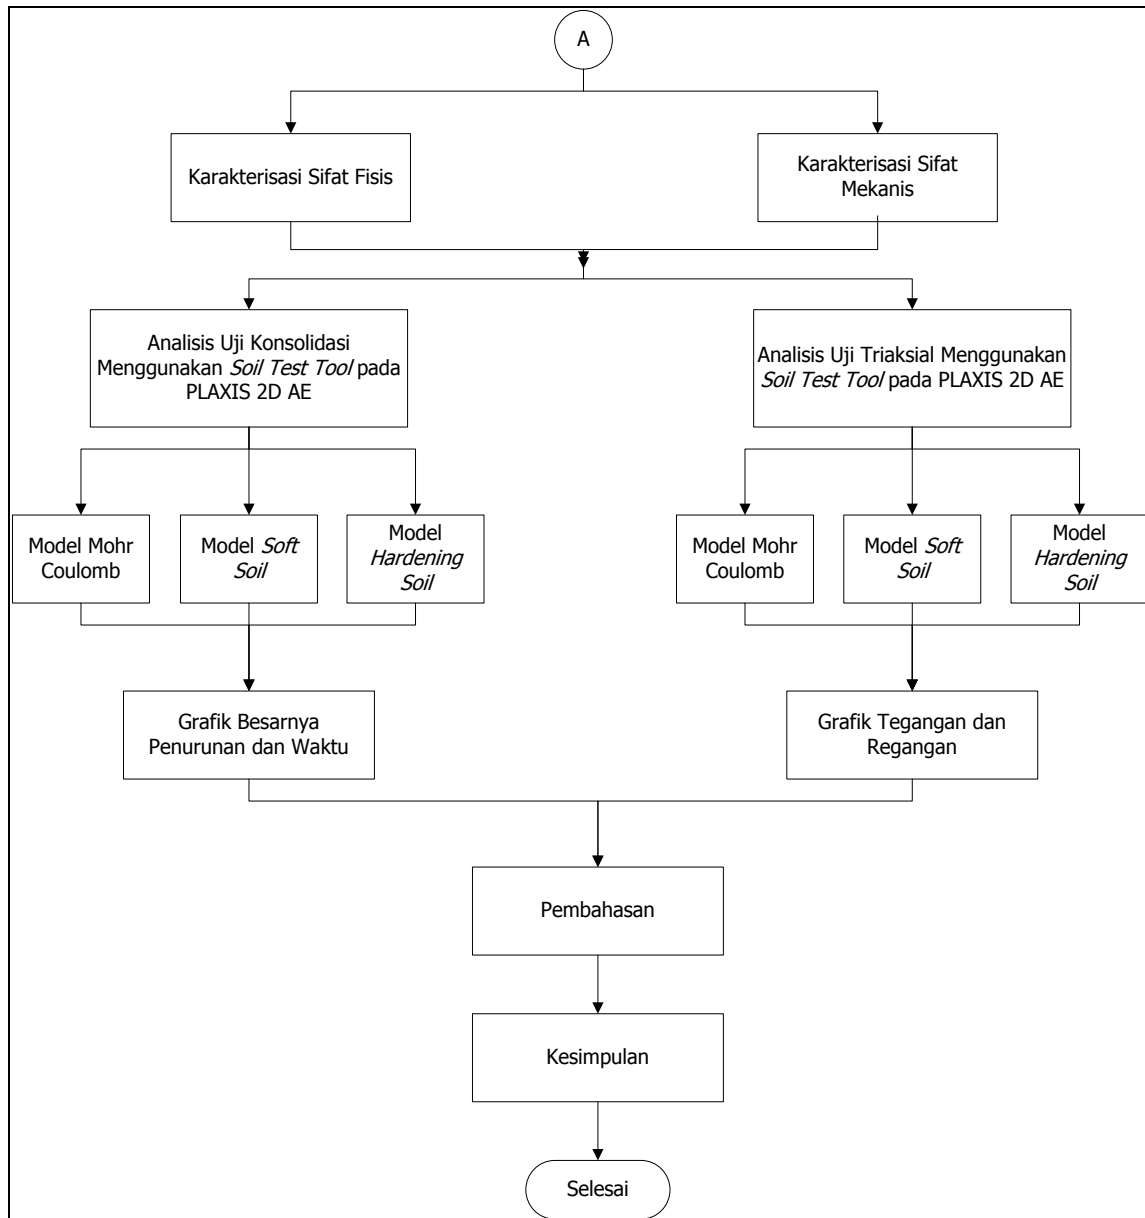 A
Karakterisasi Sifat Fisis
Karakterisasi Sifat
Mekanis
Analisis Uji Konsolidasi
Menggunakan Soil Test Tool pada
PLAXIS 2D AE
Analisis Uji Triaksial Menggunakan
Soil Test Tool pada PLAXIS 2D AE
Model Mohr
Coulomb
Model Soft
Soil
Model
Hardening
Soil
Model Mohr
Coulomb
Model Soft
Soil
Model
Hardening
Soil
Grafik Besarnya
Penurunan dan Waktu
Grafik Tegangan dan
Regangan
Pembahasan
Kesimpulan
Selesai